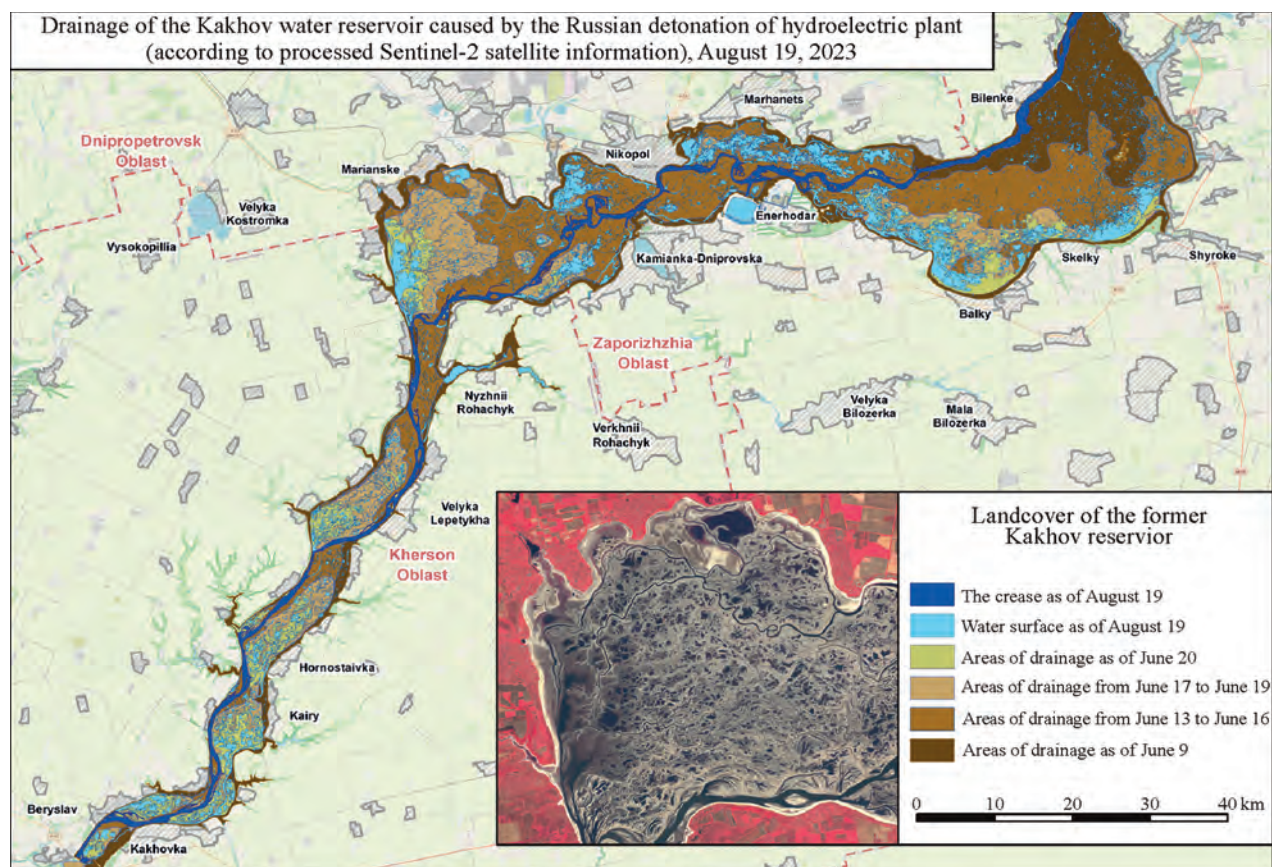 Drainage of the Kakhov water reservoir caused by the Russian detonation of hydroelectric plant
(according to processed Sentinel-2 satellite information), August 19, 2023
Marhanets
Bilenke
Dnipropetrovsk
Oblast
Nikopol
Marianske
Velyka
Kostromka
Enerhodar
Vysokopillia
Kamianka-Dniprovska
Skelky
Shyroke
Balky
Zaporizhzhia
Oblast
Nyzhnii
Rohachyk
Velyka
Bilozerka
Mala
Bilozerka
Verkhnii
Rohachyk
Velyka
Lepetykha
Kherson
Oblast
Hornostaivka
Kairy
Beryslav
Kakhovka
Landcover of the former
Kakhov reservior
The crease as of August 19
Water surface as of August 19
Areas of drainage as of June 20
Areas of drainage from June 17 to June 19
Areas of drainage from June 13 to June 16
Areas of drainage as of June 9
0 10 20 30 40 km